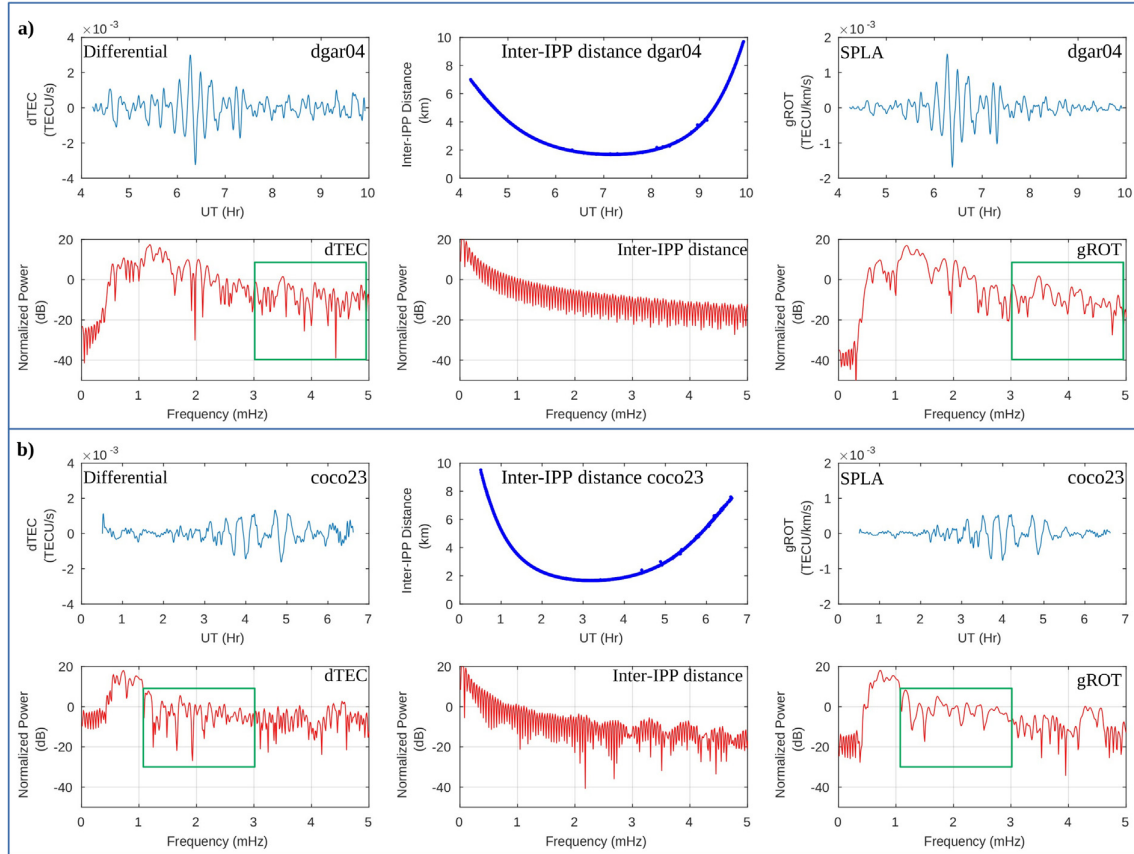 a)
×10⁻³
Differential
dgar04
dTEC
(TECU/s)
4
2
0
-2
-4
4 5 6 7 8 9 10
UT (Hr)
Inter-IPP distance dgar04
Inter-IPP Distance
(km)
10
8
6
4
2
0
4 5 6 7 8 9 10
UT (Hr)
×10⁻³
SPLA
dgar04
gROT
(TECU/km/s)
2
1
0
-1
-2
4 5 6 7 8 9 10
UT (Hr)
dTEC
Normalized Power
(dB)
20
0
-20
-40
0 1 2 3 4 5
Frequency (mHz)
Inter-IPP distance
Normalized Power
(dB)
20
0
-20
-40
0 1 2 3 4 5
Frequency (mHz)
gROT
Normalized Power
(dB)
20
0
-20
-40
0 1 2 3 4 5
Frequency (mHz)
b)
×10⁻³
Differential
coco23
dTEC
(TECU/s)
4
2
0
-2
-4
0 1 2 3 4 5 6 7
UT (Hr)
Inter-IPP distance coco23
Inter-IPP Distance
(km)
10
8
6
4
2
0
0 1 2 3 4 5 6 7
UT (Hr)
×10⁻³
SPLA
coco23
gROT
(TECU/km/s)
2
1
0
-1
-2
0 1 2 3 4 5 6 7
UT (Hr)
dTEC
Normalized Power
(dB)
20
0
-20
-40
0 1 2 3 4 5
Frequency (mHz)
Inter-IPP distance
Normalized Power
(dB)
20
0
-20
-40
0 1 2 3 4 5
Frequency (mHz)
gROT
Normalized Power
(dB)
20
0
-20
-40
0 1 2 3 4 5
Frequency (mHz)